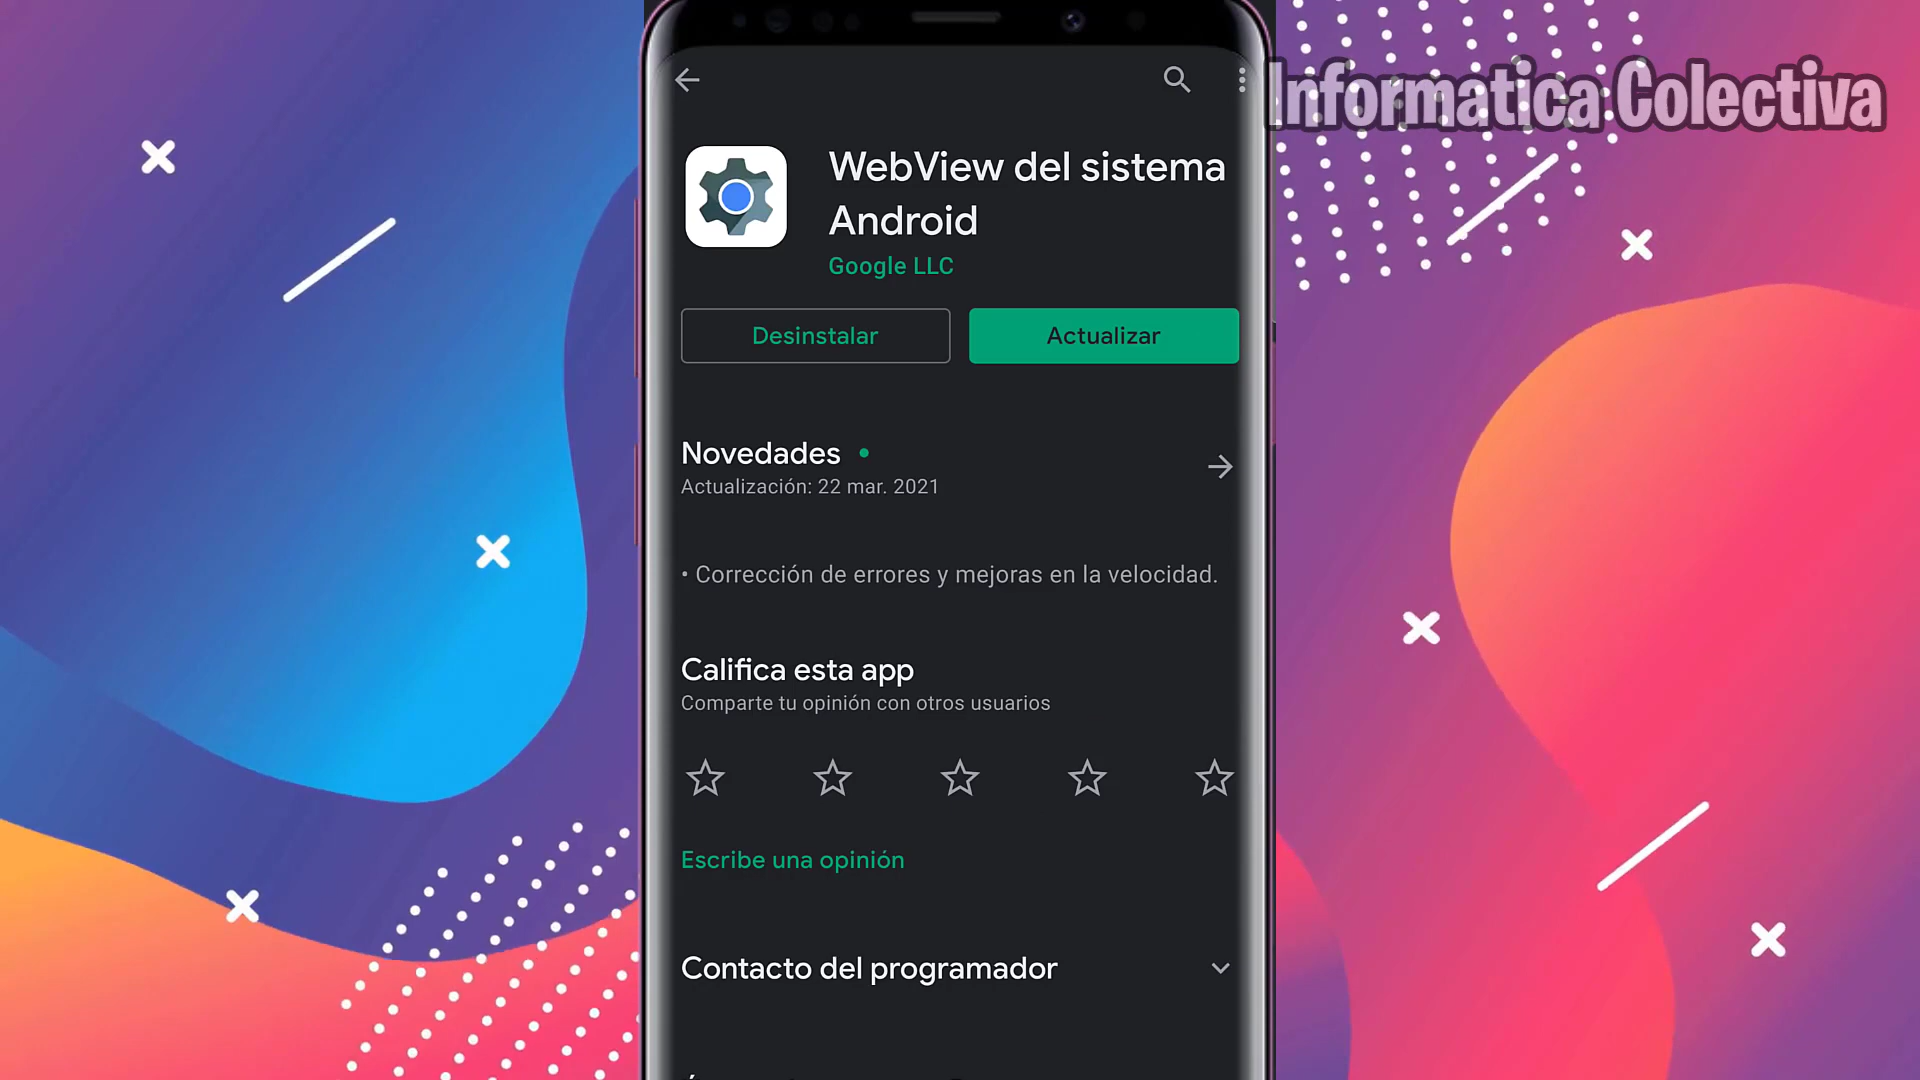 Informatica Colectiva
WebView del sistema
Android
Google LLC
Desinstalar
Actualizar
Novedades
Actualización: 22 mar. 2021
• Corrección de errores y mejoras en la velocidad.
Califica esta app
Comparte tu opinión con otros usuarios
Escribe una opinión
Contacto del programador